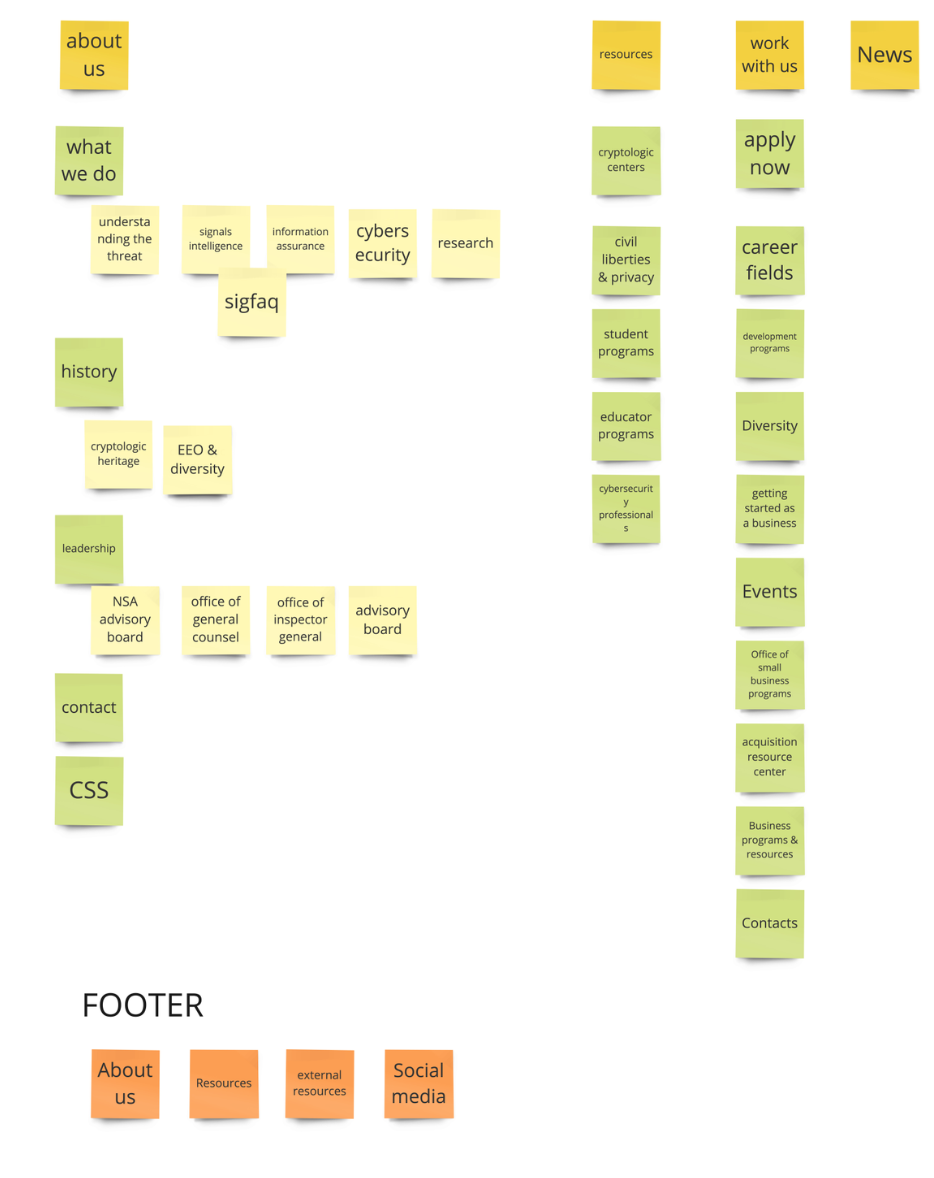 about
us
resources
work
with us
News
what
we do
understa
nding the
threat
signals
intelligence
information
assurance
cybers
ecurity
research
sigfaq
history
cryptologic
heritage
EEO &
diversity
leadership
NSA
advisory
board
office of
general
counsel
office of
inspector
general
advisory
board
contact
CSS
cryptologic
centers
civil
liberties
& privacy
student
programs
educator
programs
cybersecurit
y
professional
s
apply
now
career
fields
development
programs
Diversity
getting
started as
a business
Events
Office of
small
business
programs
acquisition
resource
center
Business
programs &
resources
Contacts
FOOTER
About
us
Resources
external
resources
Social
media